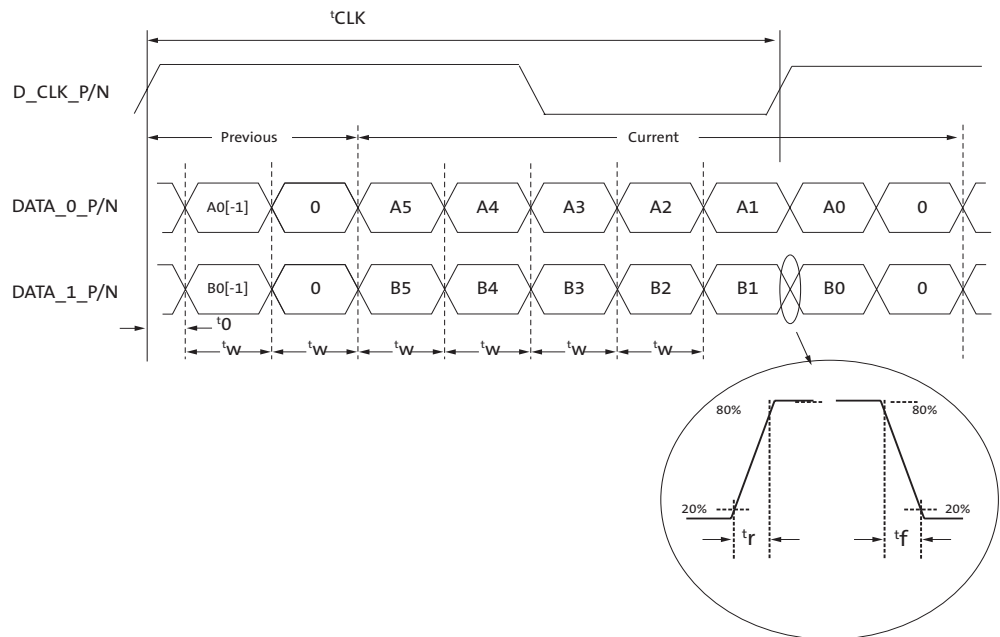 tCLK
D_CLK_P/N
Previous Current
DATA_0_P/N A0[-1] 0 A5 A4 A3 A2 A1 A0 0
DATA_1_P/N B0[-1] 0 B5 B4 B3 B2 B1 B0 0
t0
tW tW tW tW tW tW
80% 80%
20% 20%
tr tf